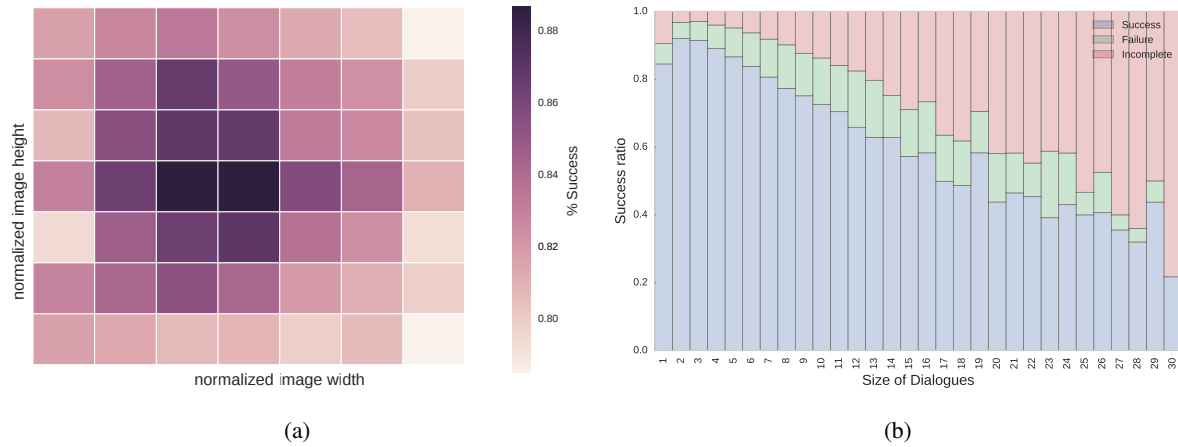 normalized image height
normalized image width
0.88
0.86
0.84
0.82
0.80
% Success
(a)
Success ratio
1.0
0.8
0.6
0.4
0.2
0.0
Success
Failure
Incomplete
1 2 3 4 5 6 7 8 9 10 11 12 13 14 15 16 17 18 19 20 21 22 23 24 25 26 27 28 29 30
Size of Dialogues
(b)